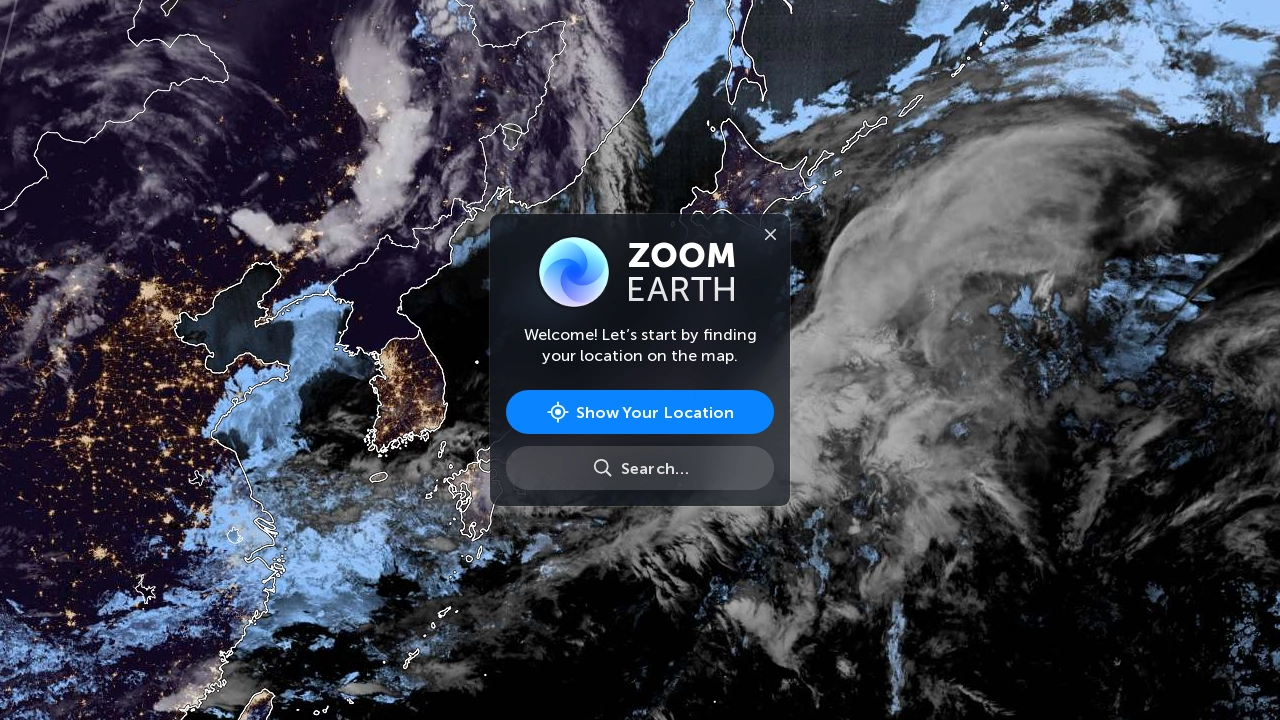 ZOOM
EARTH
Welcome! Let’s start by finding
your location on the map.
Show Your Location
Search...